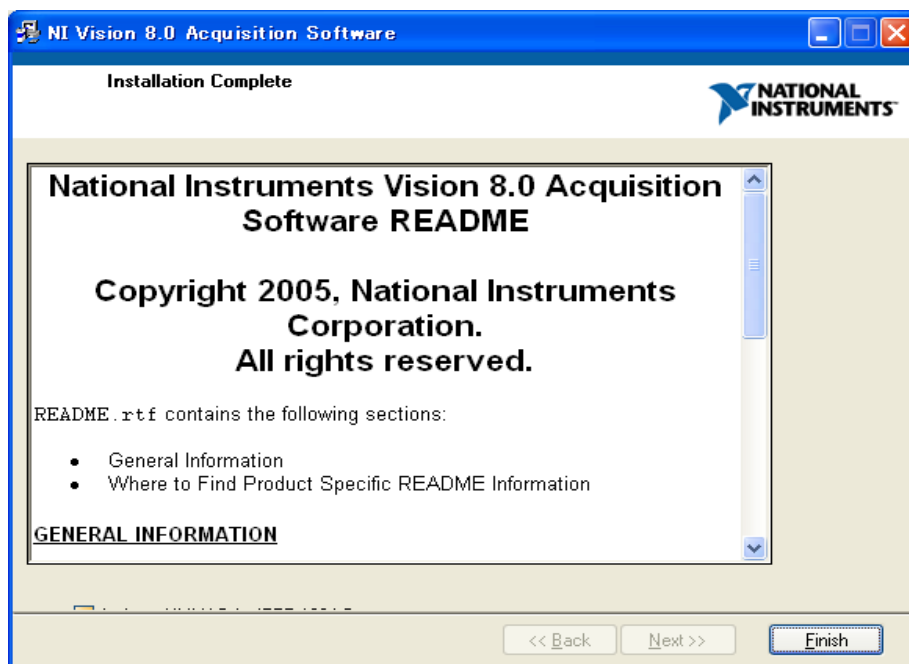 NI Vision 8.0 Acquisition Software
Installation Complete
NATIONAL
INSTRUMENTS
National Instruments Vision 8.0 Acquisition
Software README
Copyright 2005, National Instruments
Corporation.
All rights reserved.
README.rtf contains the following sections:
• General Information
• Where to Find Product Specific README Information
GENERAL INFORMATION
<< Back
Next >>
Finish